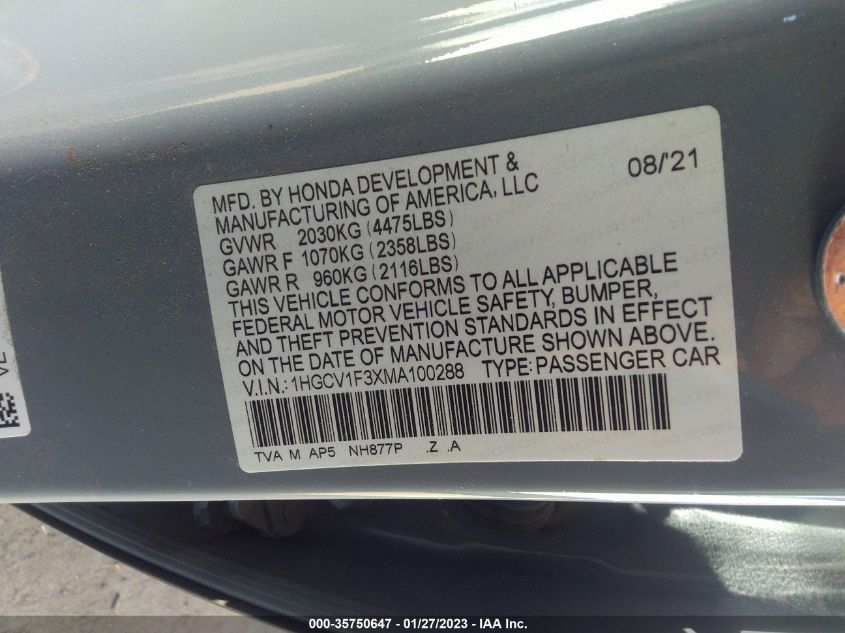 MFD. BY HONDA DEVELOPMENT & 08/'21
MANUFACTURING OF AMERICA, LLC
GVWR 2030KG (4475LBS)
GAWR F 1070KG (2358LBS)
GAWR R 960KG (2116LBS)
THIS VEHICLE CONFORMS TO ALL APPLICABLE
FEDERAL MOTOR VEHICLE SAFETY, BUMPER,
AND THEFT PREVENTION STANDARDS IN EFFECT
ON THE DATE OF MANUFACTURE SHOWN ABOVE.
V.I.N.: 1HGCV1F3XMA100288 TYPE: PASSENGER CAR
TVA M AP5 NH877P .Z .A
VE
000-35750647 - 01/27/2023 - IAA Inc.